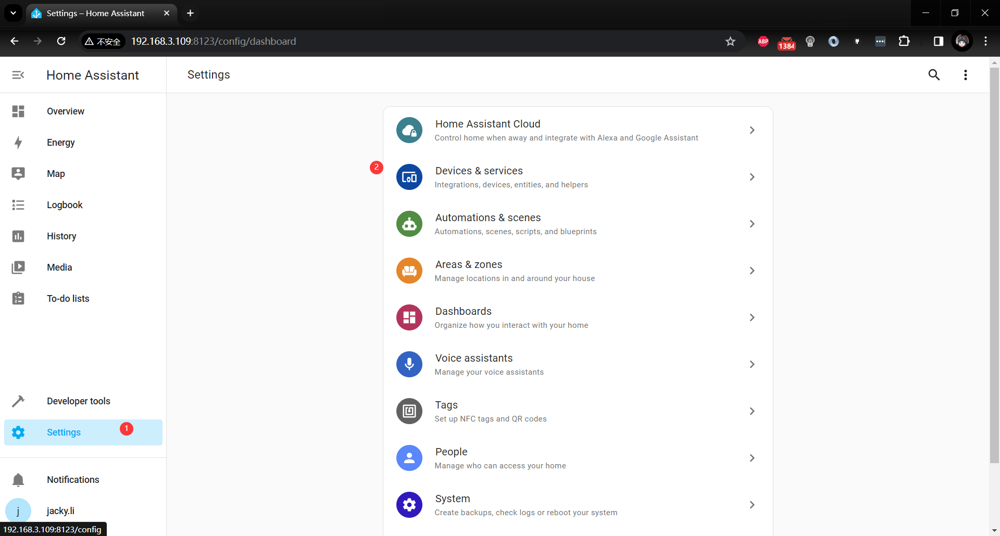 Settings – Home Assistant
不安全
192.168.3.109:8123/config/dashboard
ABP
1384
Home Assistant
Settings
Overview
Energy
Map
Logbook
History
Media
To-do lists
Developer tools
Settings
1
Notifications
j
jacky.li
192.168.3.109:8123/config
Home Assistant Cloud
Control home when away and integrate with Alexa and Google Assistant
2
Devices & services
Integrations, devices, entities, and helpers
Automations & scenes
Automations, scenes, scripts, and blueprints
Areas & zones
Manage locations in and around your house
Dashboards
Organize how you interact with your home
Voice assistants
Manage your voice assistants
Tags
Set up NFC tags and QR codes
People
Manage who can access your home
System
Create backups, check logs or reboot your system